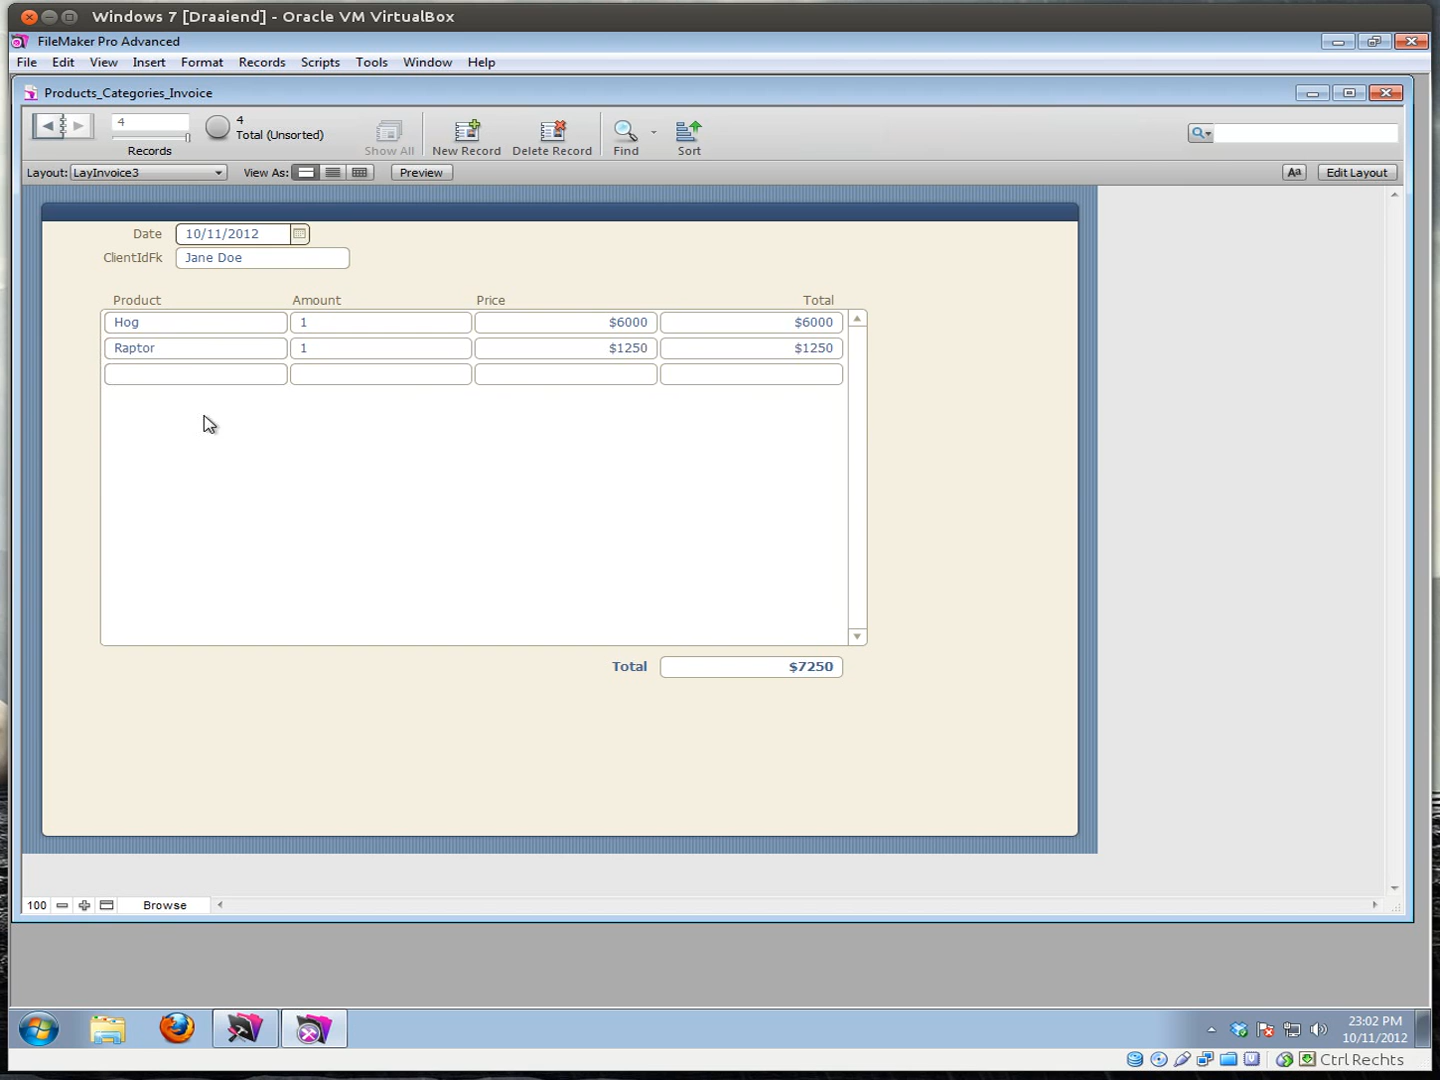 Windows 7 [Draaiend] - Oracle VM VirtualBox
FileMaker Pro Advanced
File Edit View Insert Format Records Scripts Tools Window Help
Products_Categories_Invoice
4
4
Total (Unsorted)
Records
Show All New Record Delete Record Find Sort
Layout: LayInvoice3 View As: Preview Aa Edit Layout
Date 10/11/2012
ClientIdFk Jane Doe
Product Amount Price Total
Hog 1 $6000 $6000
Raptor 1 $1250 $1250
Total $7250
100 Browse
23:02 PM
10/11/2012
Ctrl Rechts